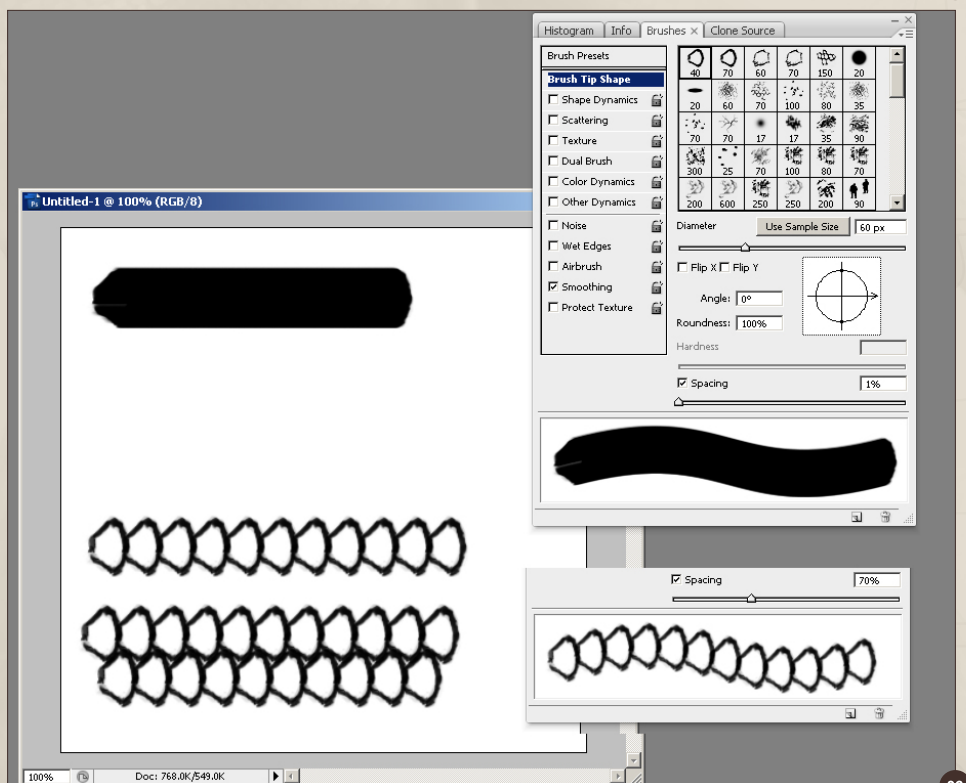 Histogram Info Brushes × Clone Source
Brush Presets
Brush Tip Shape
Shape Dynamics
Scattering
Texture
Dual Brush
Color Dynamics
Other Dynamics
Noise
Wet Edges
Airbrush
Smoothing
Protect Texture
40 70 60 70 150 20
20 60 70 100 80 35
70 70 17 17 35 90
300 25 70 100 80 70
200 600 250 250 200 90
Diameter Use Sample Size 60 px
Flip X Flip Y
Angle: 0°
Roundness: 100%
Hardness
Spacing 1%
Untitled-1 @ 100% (RGB/8)
Spacing 70%
100% Doc: 768.0K/549.0K